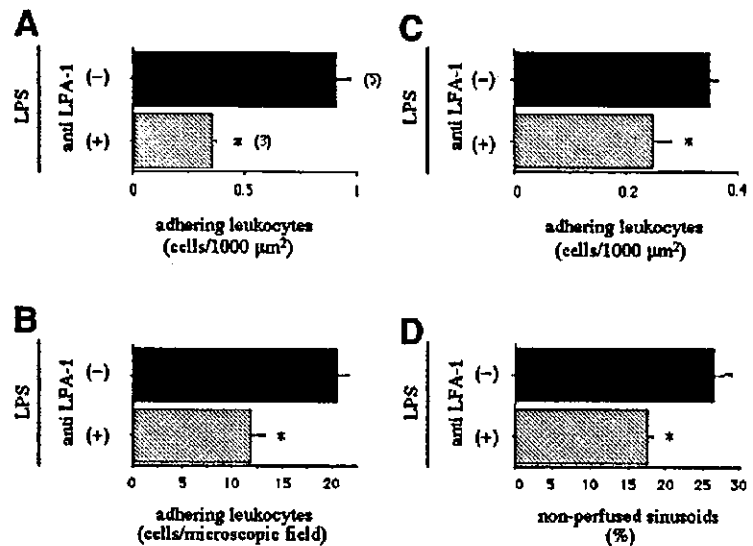 A
LPS
anti LFA-1
(-)
(+)
(5)
* (3)
0 0.5 1
adhering leukocytes
(cells/1000 μm²)
C
LPS
anti LFA-1
(-)
(+)
*
0 0.2 0.4
adhering leukocytes
(cells/1000 μm²)
B
LPS
anti LFA-1
(-)
(+)
*
0 5 10 15 20
adhering leukocytes
(cells/microscopic field)
D
LPS
anti LFA-1
(-)
(+)
*
0 5 10 15 20 25 30
non-perfused sinusoids
(%)